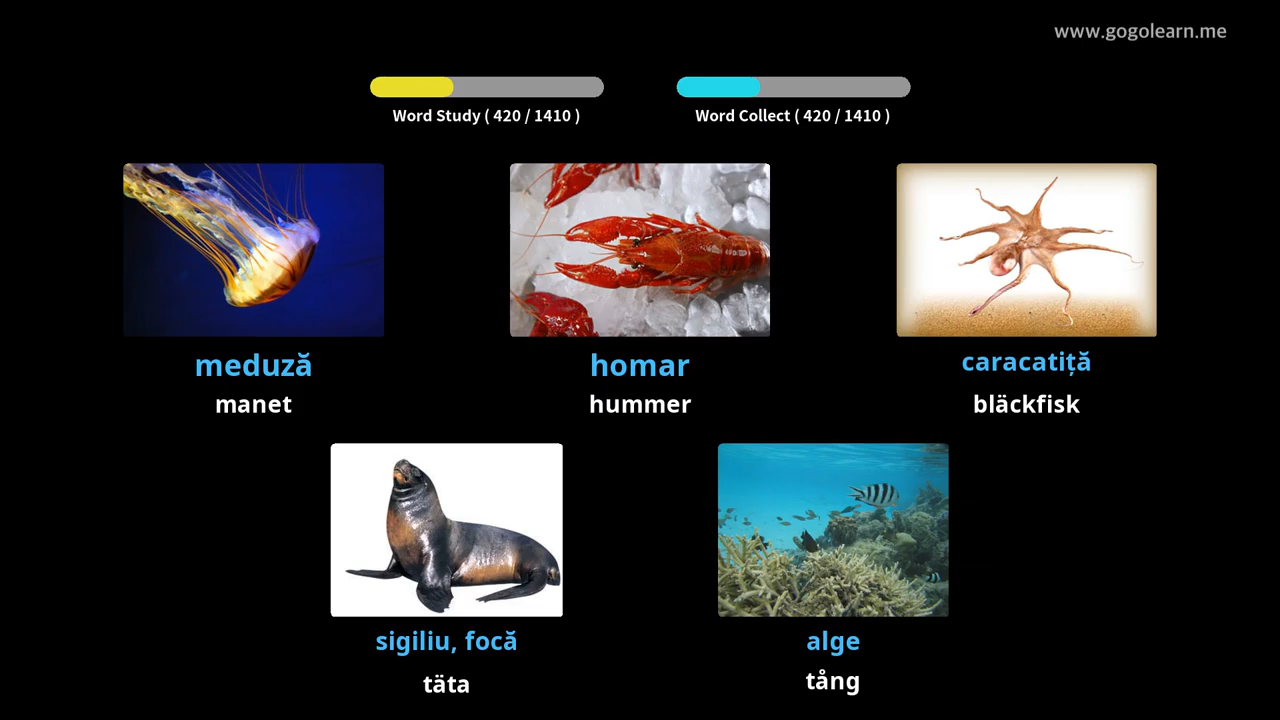 www.gogolearn.me
Word Study ( 420 / 1410 )
Word Collect ( 420 / 1410 )
meduză
manet
homar
hummer
caracatiță
bläckfisk
sigiliu, focă
täta
alge
tång